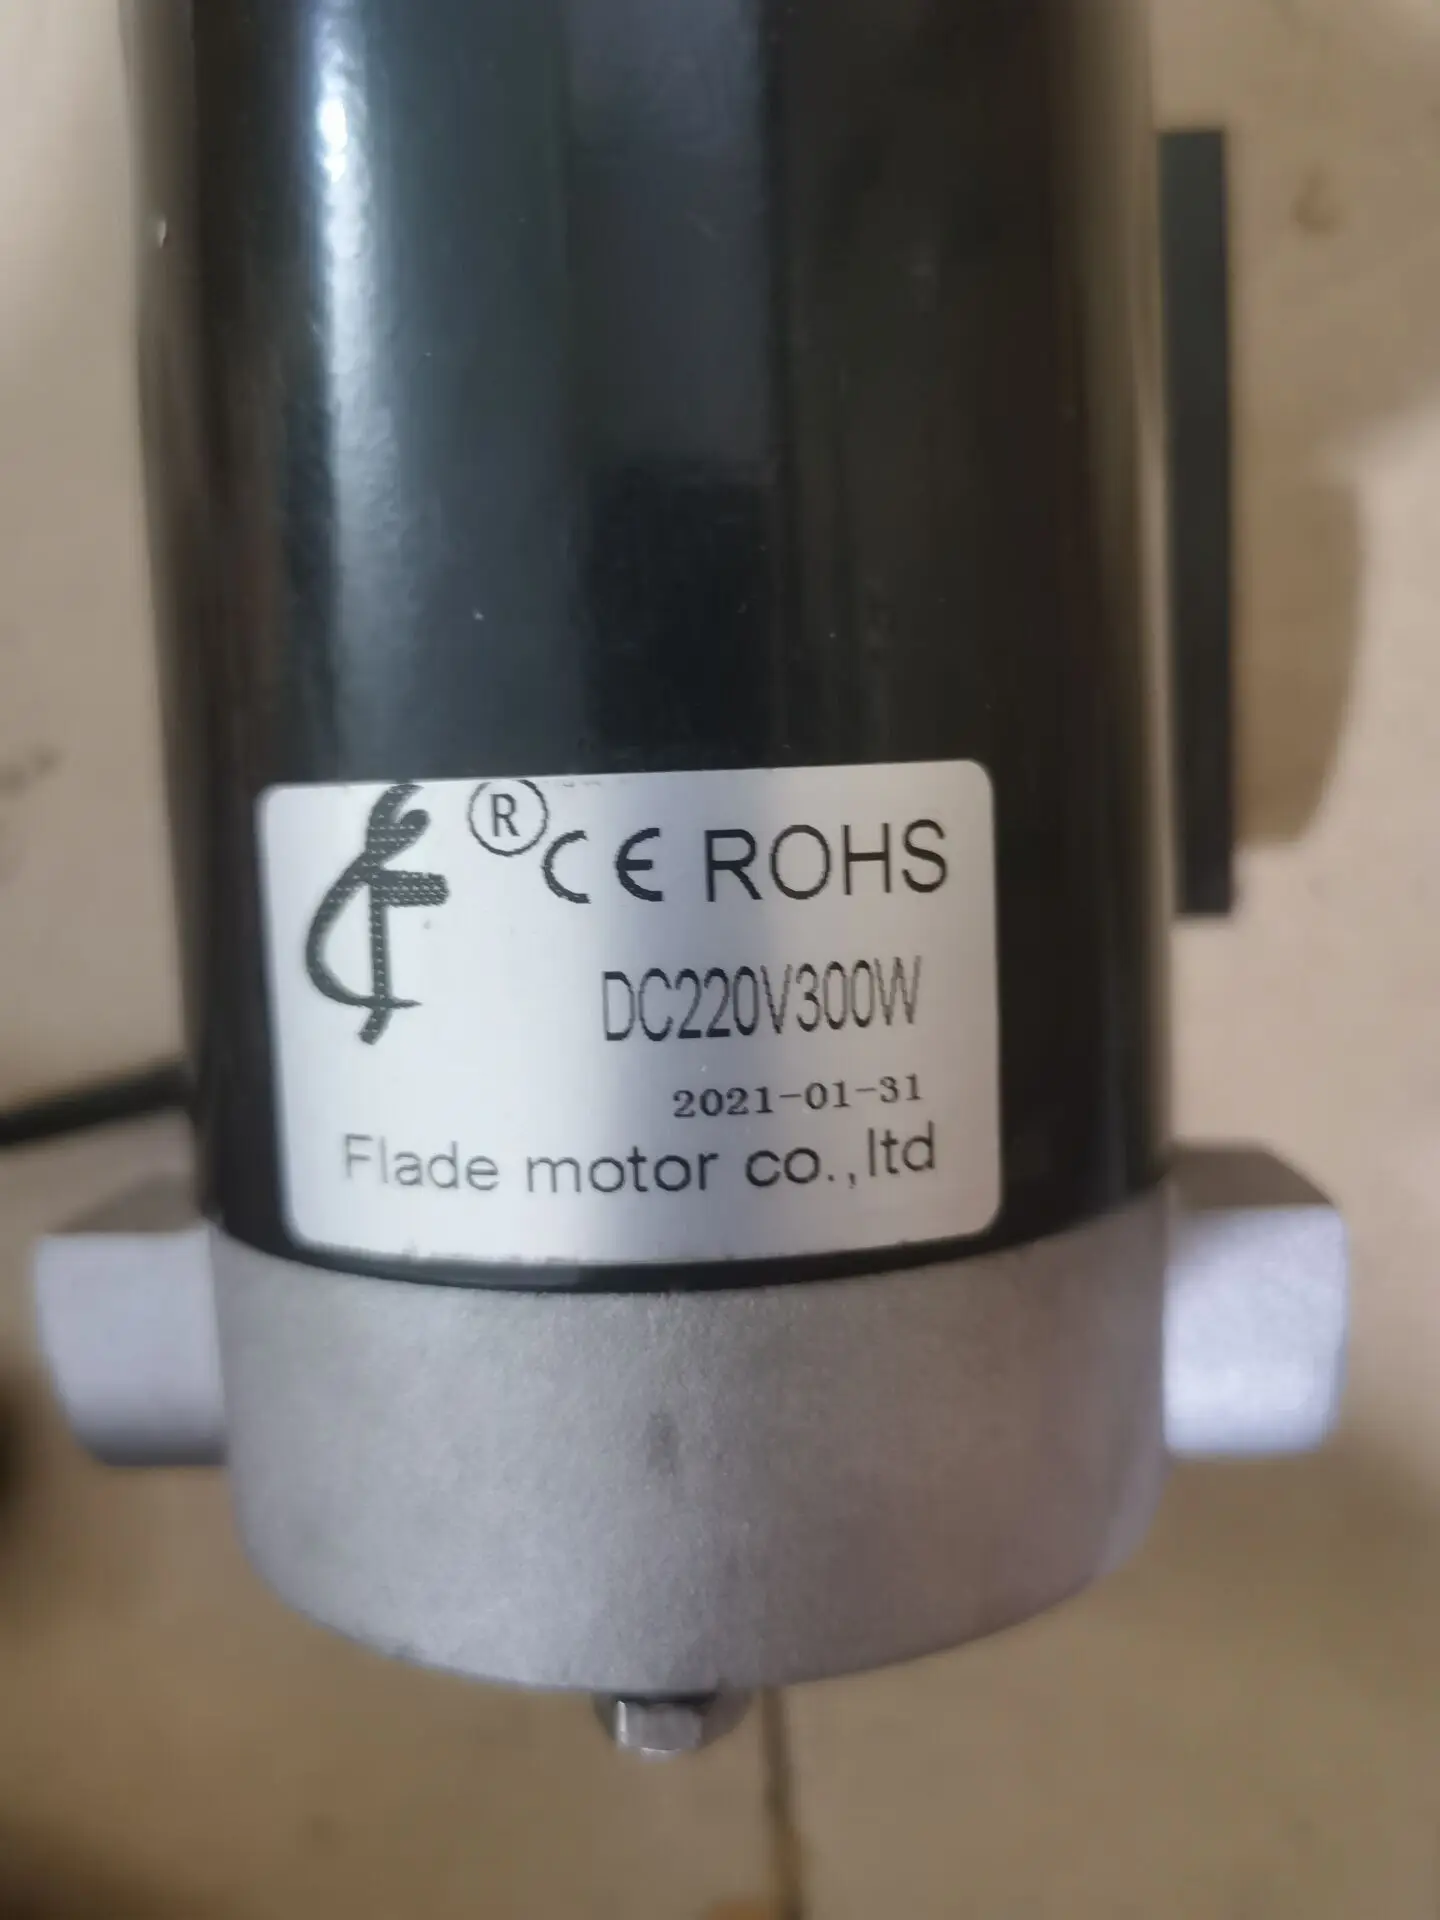 ® CE ROHS
DC220V300W
2021-01-31
Flade motor co.,ltd